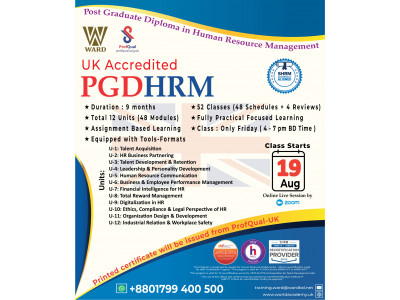 Post Graduate Diploma in Human Resource Management
WARD
ProfQual
UK Accredited
PGDHRM
SHRM
★ Duration : 9 months
★ Total 12 Units (48 Modules)
★ Assignment Based Learning
★ Equipped with Tools-Formats
★ 52 Classes (48 Schedules + 4 Reviews)
★ Fully Practical Focused Learning
★ Class : Only Friday ( 4 - 7 pm BD Time )
Units:
U-1: Talent Acquisition
U-2: HR Business Partnering
U-3: Talent Development & Retention
U-4: Leadership & Personality Development
U-5: Human Resource Communication
U-6: Business & Employee Performance Management
U-7: Financial Intelligence for HR
U-8: Total Reward Management
U-9: Digitalization in HR
U-10: Ethics, Compliance & Legal Perspective of HR
U-11: Organization Design & Development
U-12: Industrial Relation & Workplace Safety
Class Starts
19
Aug
Online Live Session by
zoom
Printed certificate will be issued from ProfQual-UK
h
PROVIDER
+8801799 400 500